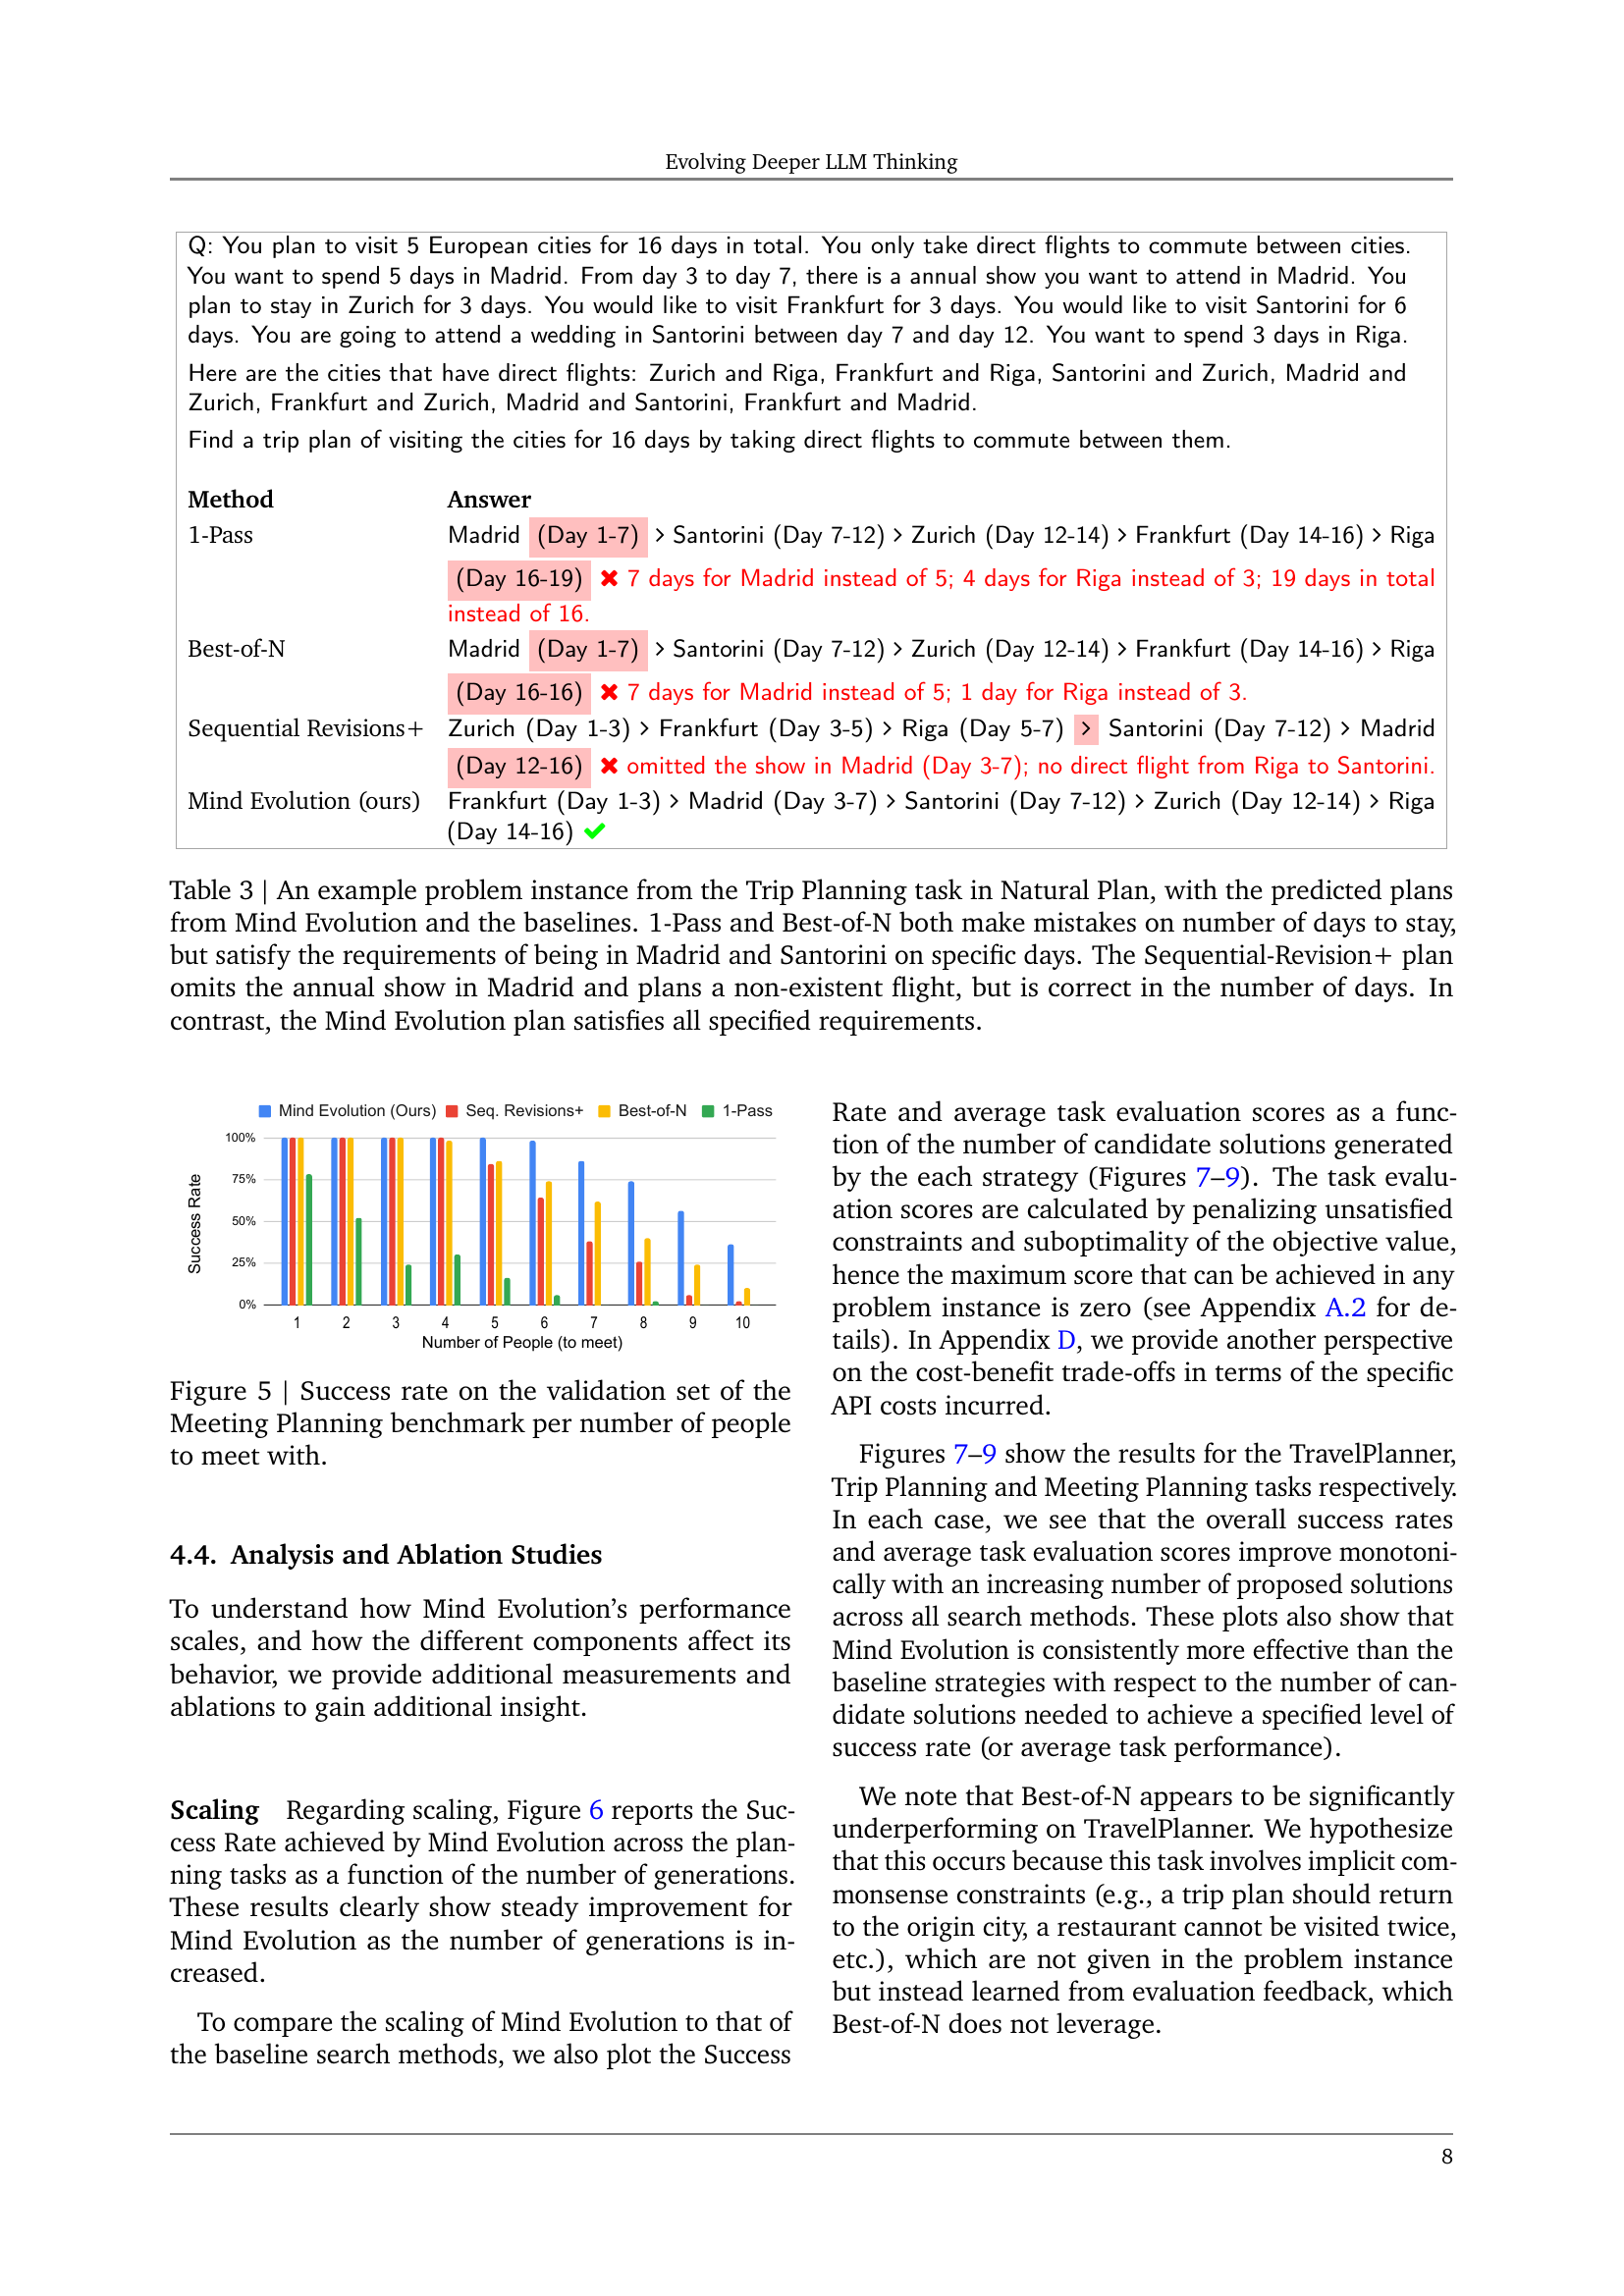 Evolving Deeper LLM Thinking
Q: You plan to visit 5 European cities for 16 days in total. You only take direct flights to commute between cities.
You want to spend 5 days in Madrid. From day 3 to day 7, there is a annual show you want to attend in Madrid. You
plan to stay in Zurich for 3 days. You would like to visit Frankfurt for 3 days. You would like to visit Santorini for 6
days. You are going to attend a wedding in Santorini between day 7 and day 12. You want to spend 3 days in Riga.
Here are the cities that have direct flights: Zurich and Riga, Frankfurt and Riga, Santorini and Zurich, Madrid and
Zurich, Frankfurt and Zurich, Madrid and Santorini, Frankfurt and Madrid.
Find a trip plan of visiting the cities for 16 days by taking direct flights to commute between them.
Method Answer
1-Pass Madrid (Day 1-7) > Santorini (Day 7-12) > Zurich (Day 12-14) > Frankfurt (Day 14-16) > Riga
(Day 16-19) ✖ 7 days for Madrid instead of 5; 4 days for Riga instead of 3; 19 days in total
instead of 16.
Best-of-N Madrid (Day 1-7) > Santorini (Day 7-12) > Zurich (Day 12-14) > Frankfurt (Day 14-16) > Riga
(Day 16-16) ✖ 7 days for Madrid instead of 5; 1 day for Riga instead of 3.
Sequential Revisions+ Zurich (Day 1-3) > Frankfurt (Day 3-5) > Riga (Day 5-7) > Santorini (Day 7-12) > Madrid
(Day 12-16) ✖ omitted the show in Madrid (Day 3-7); no direct flight from Riga to Santorini.
Mind Evolution (ours) Frankfurt (Day 1-3) > Madrid (Day 3-7) > Santorini (Day 7-12) > Zurich (Day 12-14) > Riga
(Day 14-16) ✔
Table 3 | An example problem instance from the Trip Planning task in Natural Plan, with the predicted plans
from Mind Evolution and the baselines. 1-Pass and Best-of-N both make mistakes on number of days to stay,
but satisfy the requirements of being in Madrid and Santorini on specific days. The Sequential-Revision+ plan
omits the annual show in Madrid and plans a non-existent flight, but is correct in the number of days. In
contrast, the Mind Evolution plan satisfies all specified requirements.
Mind Evolution (Ours) Seq. Revisions+ Best-of-N 1-Pass
100%
75%
50%
25%
0%
Success Rate
1 2 3 4 5 6 7 8 9 10
Number of People (to meet)
Figure 5 | Success rate on the validation set of the
Meeting Planning benchmark per number of people
to meet with.
4.4. Analysis and Ablation Studies
To understand how Mind Evolution's performance
scales, and how the different components affect its
behavior, we provide additional measurements and
ablations to gain additional insight.
Scaling Regarding scaling, Figure 6 reports the Suc-
cess Rate achieved by Mind Evolution across the plan-
ning tasks as a function of the number of generations.
These results clearly show steady improvement for
Mind Evolution as the number of generations is in-
creased.
To compare the scaling of Mind Evolution to that of
the baseline search methods, we also plot the Success
Rate and average task evaluation scores as a func-
tion of the number of candidate solutions generated
by the each strategy (Figures 7–9). The task evalu-
ation scores are calculated by penalizing unsatisfied
constraints and suboptimality of the objective value,
hence the maximum score that can be achieved in any
problem instance is zero (see Appendix A.2 for de-
tails). In Appendix D, we provide another perspective
on the cost-benefit trade-offs in terms of the specific
API costs incurred.
Figures 7–9 show the results for the TravelPlanner,
Trip Planning and Meeting Planning tasks respectively.
In each case, we see that the overall success rates
and average task evaluation scores improve monotoni-
cally with an increasing number of proposed solutions
across all search methods. These plots also show that
Mind Evolution is consistently more effective than the
baseline strategies with respect to the number of can-
didate solutions needed to achieve a specified level of
success rate (or average task performance).
We note that Best-of-N appears to be significantly
underperforming on TravelPlanner. We hypothesize
that this occurs because this task involves implicit com-
monsense constraints (e.g., a trip plan should return
to the origin city, a restaurant cannot be visited twice,
etc.), which are not given in the problem instance
but instead learned from evaluation feedback, which
Best-of-N does not leverage.
8